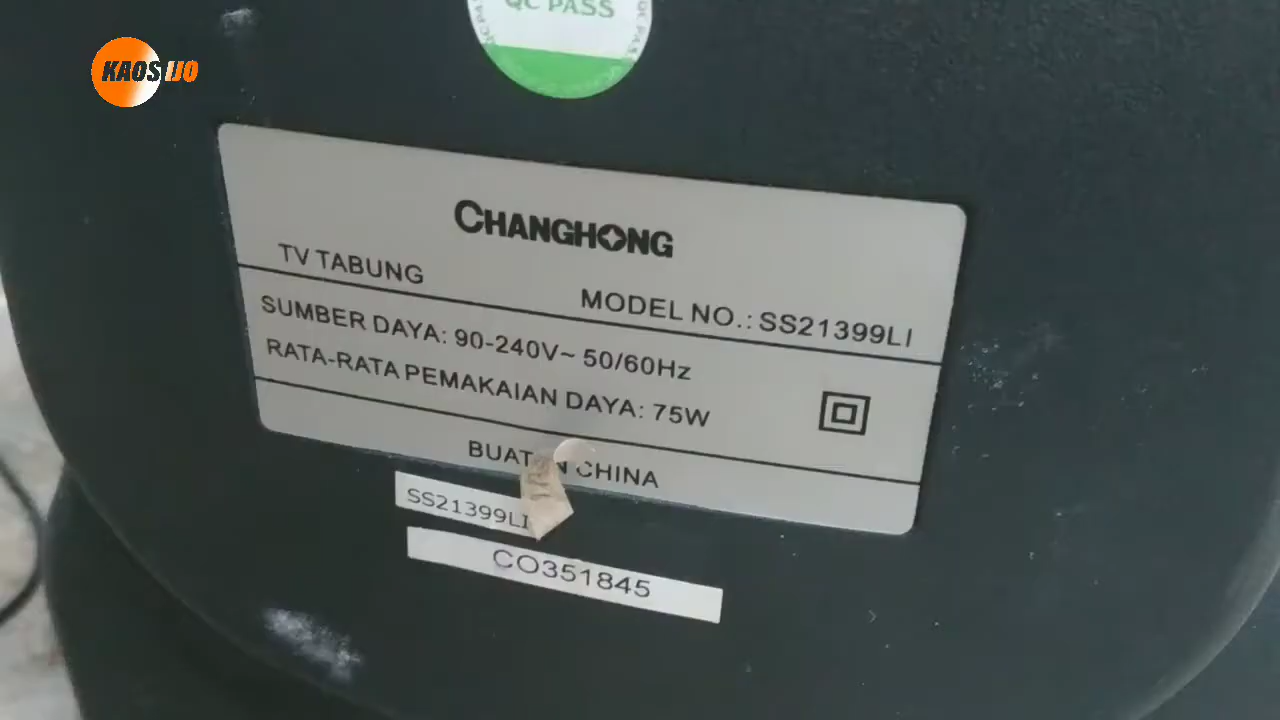 QC PASS
KAOS IJO
CHANGHONG
TV TABUNG
MODEL NO.: SS21399LI
SUMBER DAYA: 90-240V~ 50/60Hz
RATA-RATA PEMAKAIAN DAYA: 75W
BUATAN CHINA
SS21399LI
CO351845